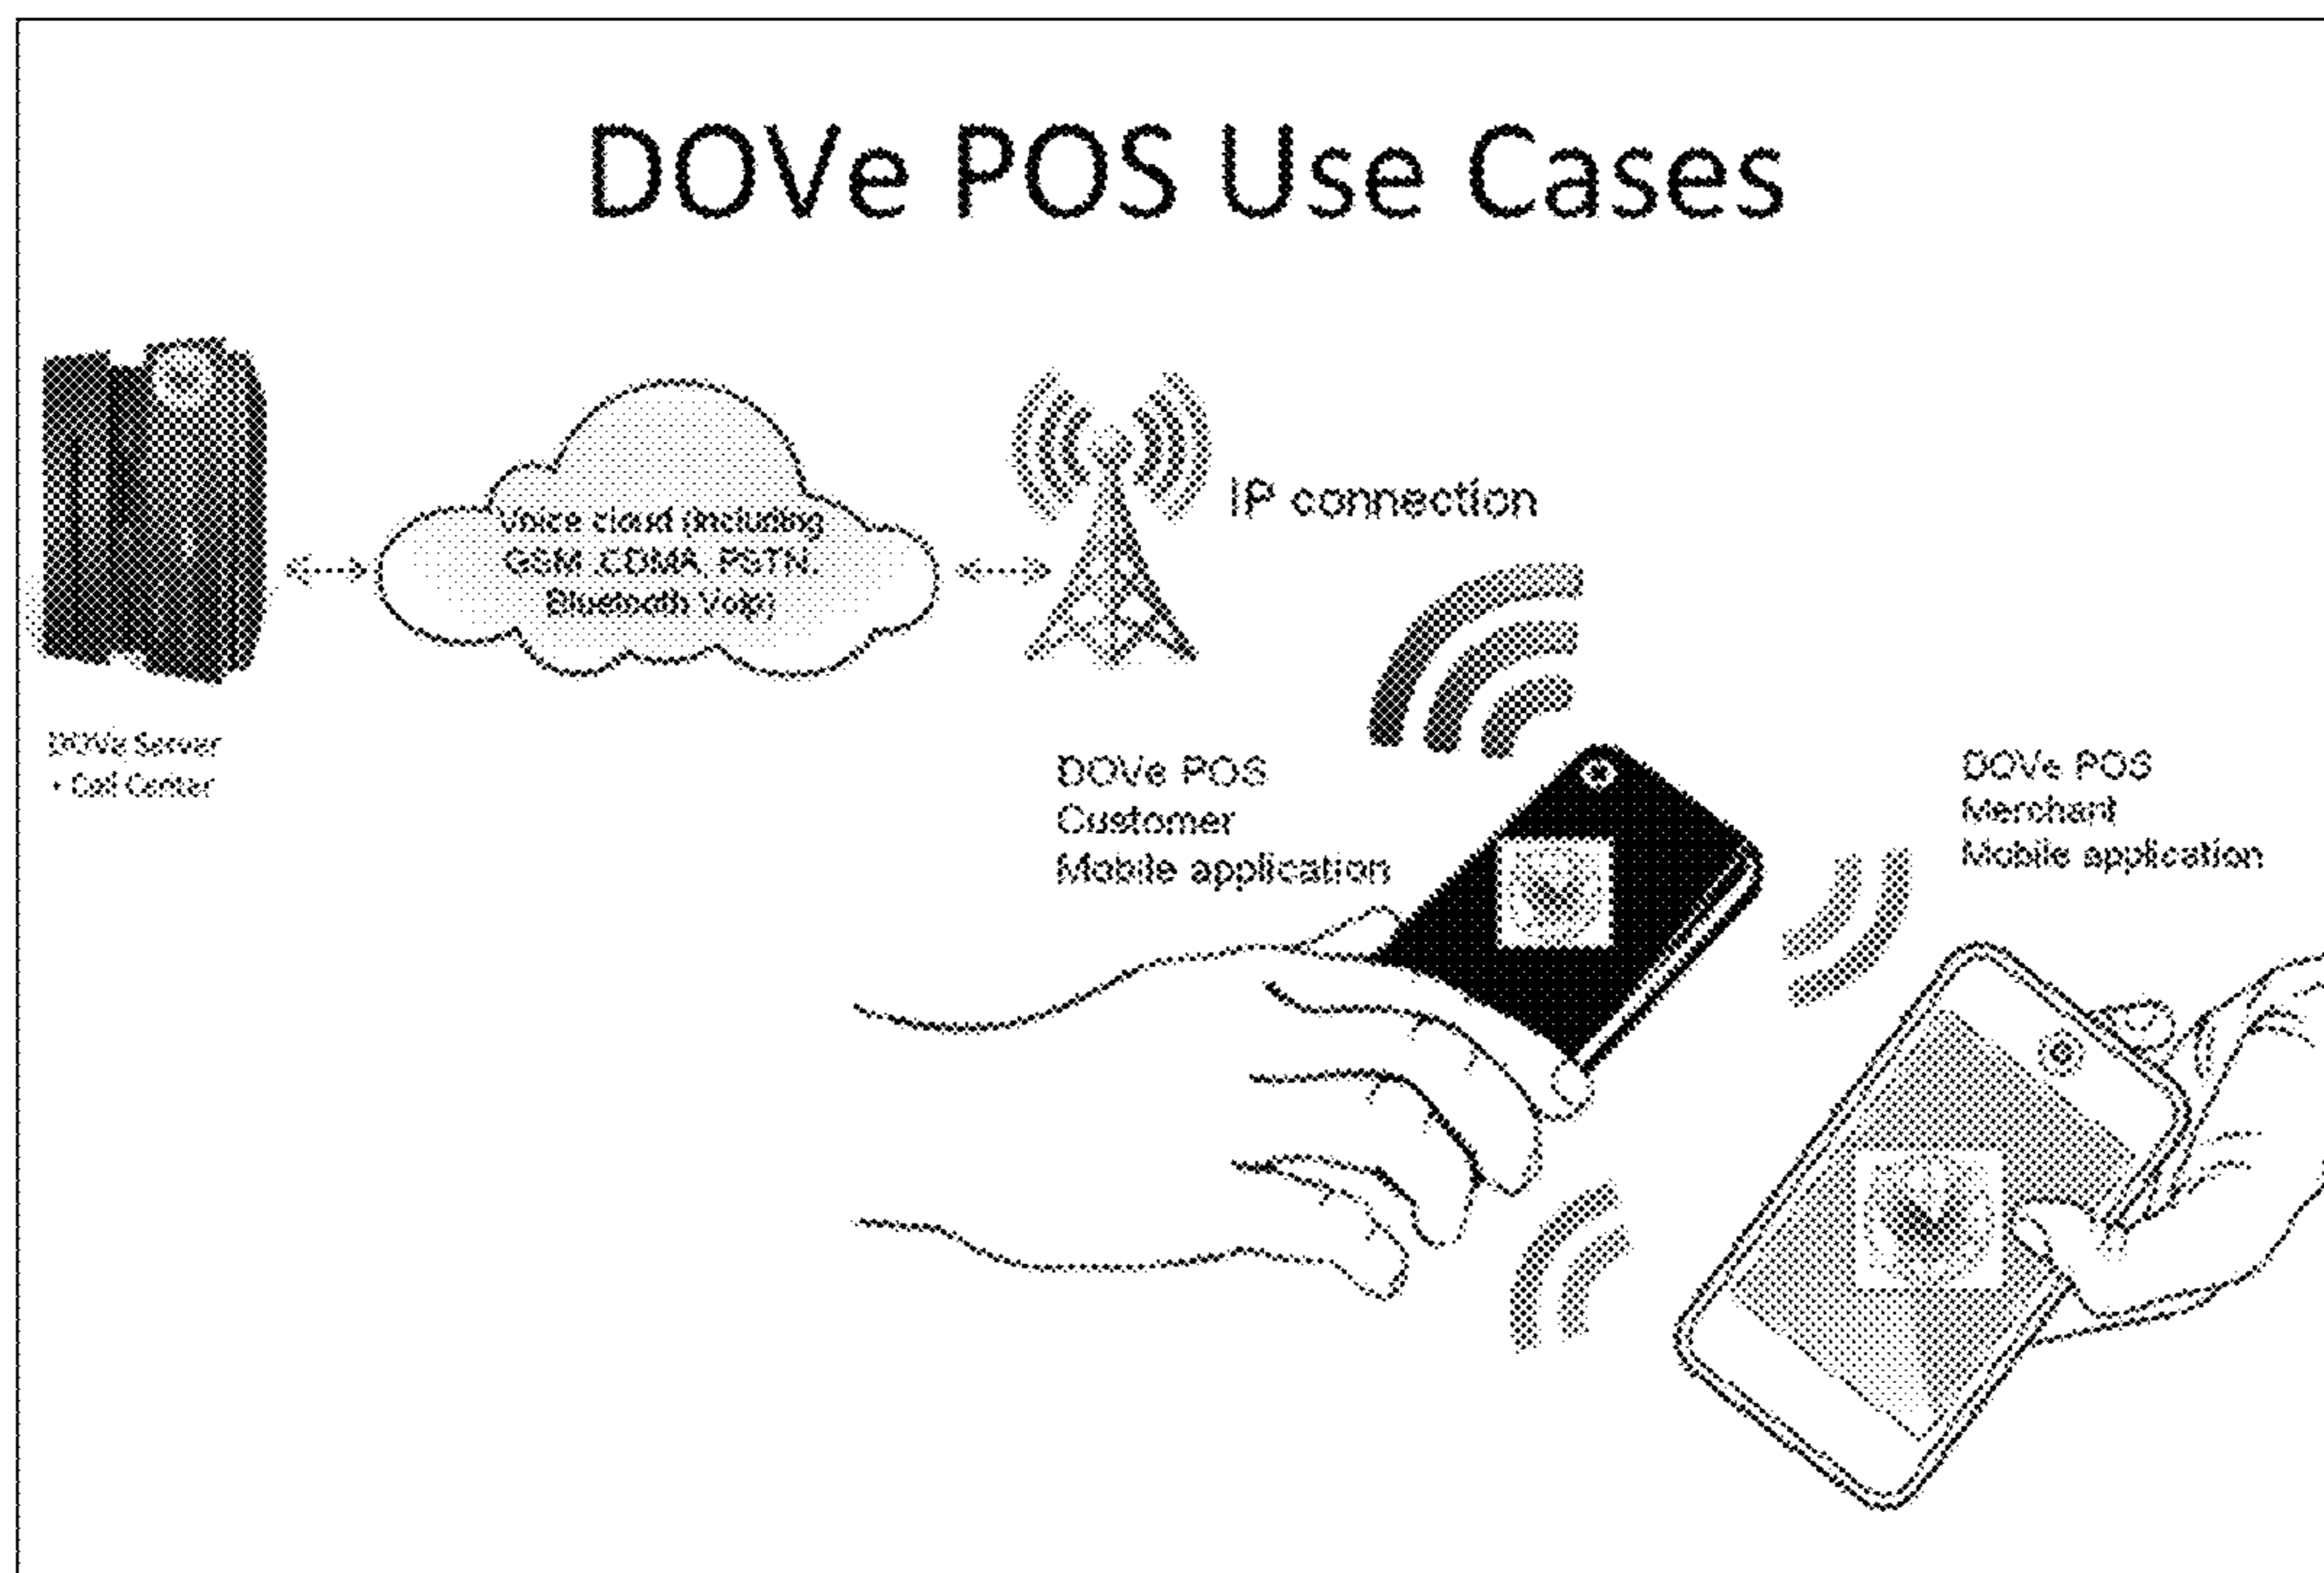 DOVe POS Use Cases
Voice cloud (including
GSM, CDMA, PSTN,
Bluetooth Voip)
IP connection
DOVe Server
+ Call Center
DOVe POS
Customer
Mobile application
DOVe POS
Merchant
Mobile application